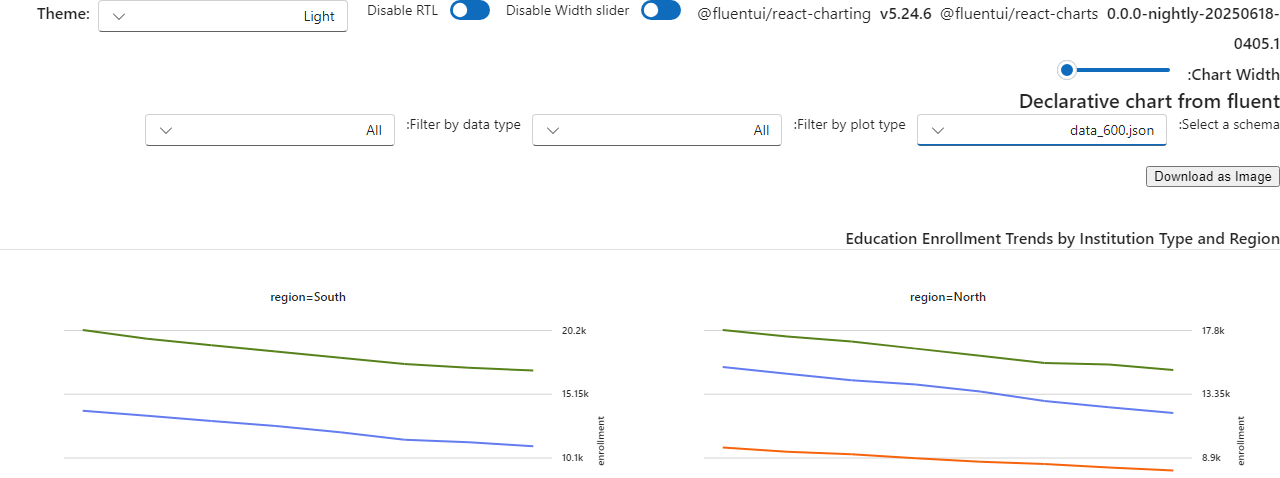 Theme: Light Disable RTL Disable Width slider @fluentui/react-charting v5.24.6 @fluentui/react-charts 0.0.0-nightly-20250618-
0405.1
:Chart Width
Declarative chart from fluent
:Select a schema data_600.json :Filter by plot type All :Filter by data type All
Download as Image
Education Enrollment Trends by Institution Type and Region
region=South
20.2k
15.15k
10.1k
enrollment
region=North
17.8k
13.35k
8.9k
enrollment